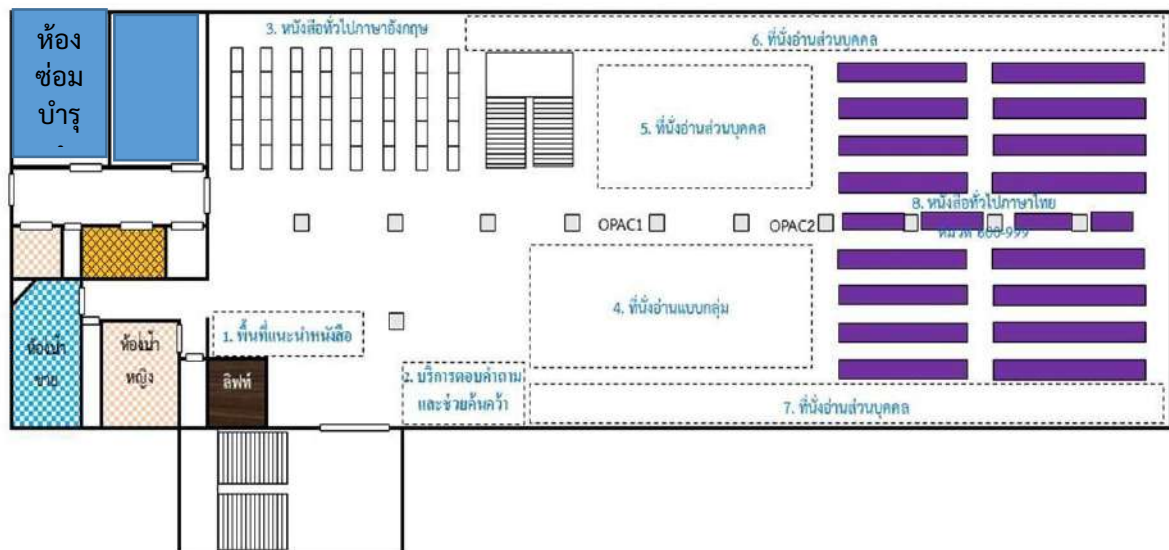 ห้อง
ซ่อม
บำรุ
3. หนังสือทั่วไปภาษาอังกฤษ
6. ที่นั่งอ่านส่วนบุคคล
5. ที่นั่งอ่านส่วนบุคคล
8. หนังสือทั่วไปภาษาไทย
หมวด 600-999
OPAC1
OPAC2
4. ที่นั่งอ่านแบบกลุ่ม
1. พื้นที่แนะนำหนังสือ
ห้องน้ำ
ชาย
ห้องน้ำ
หญิง
ลิฟท์
2. บริการตอบคำถาม
และช่วยค้นคว้า
7. ที่นั่งอ่านส่วนบุคคล